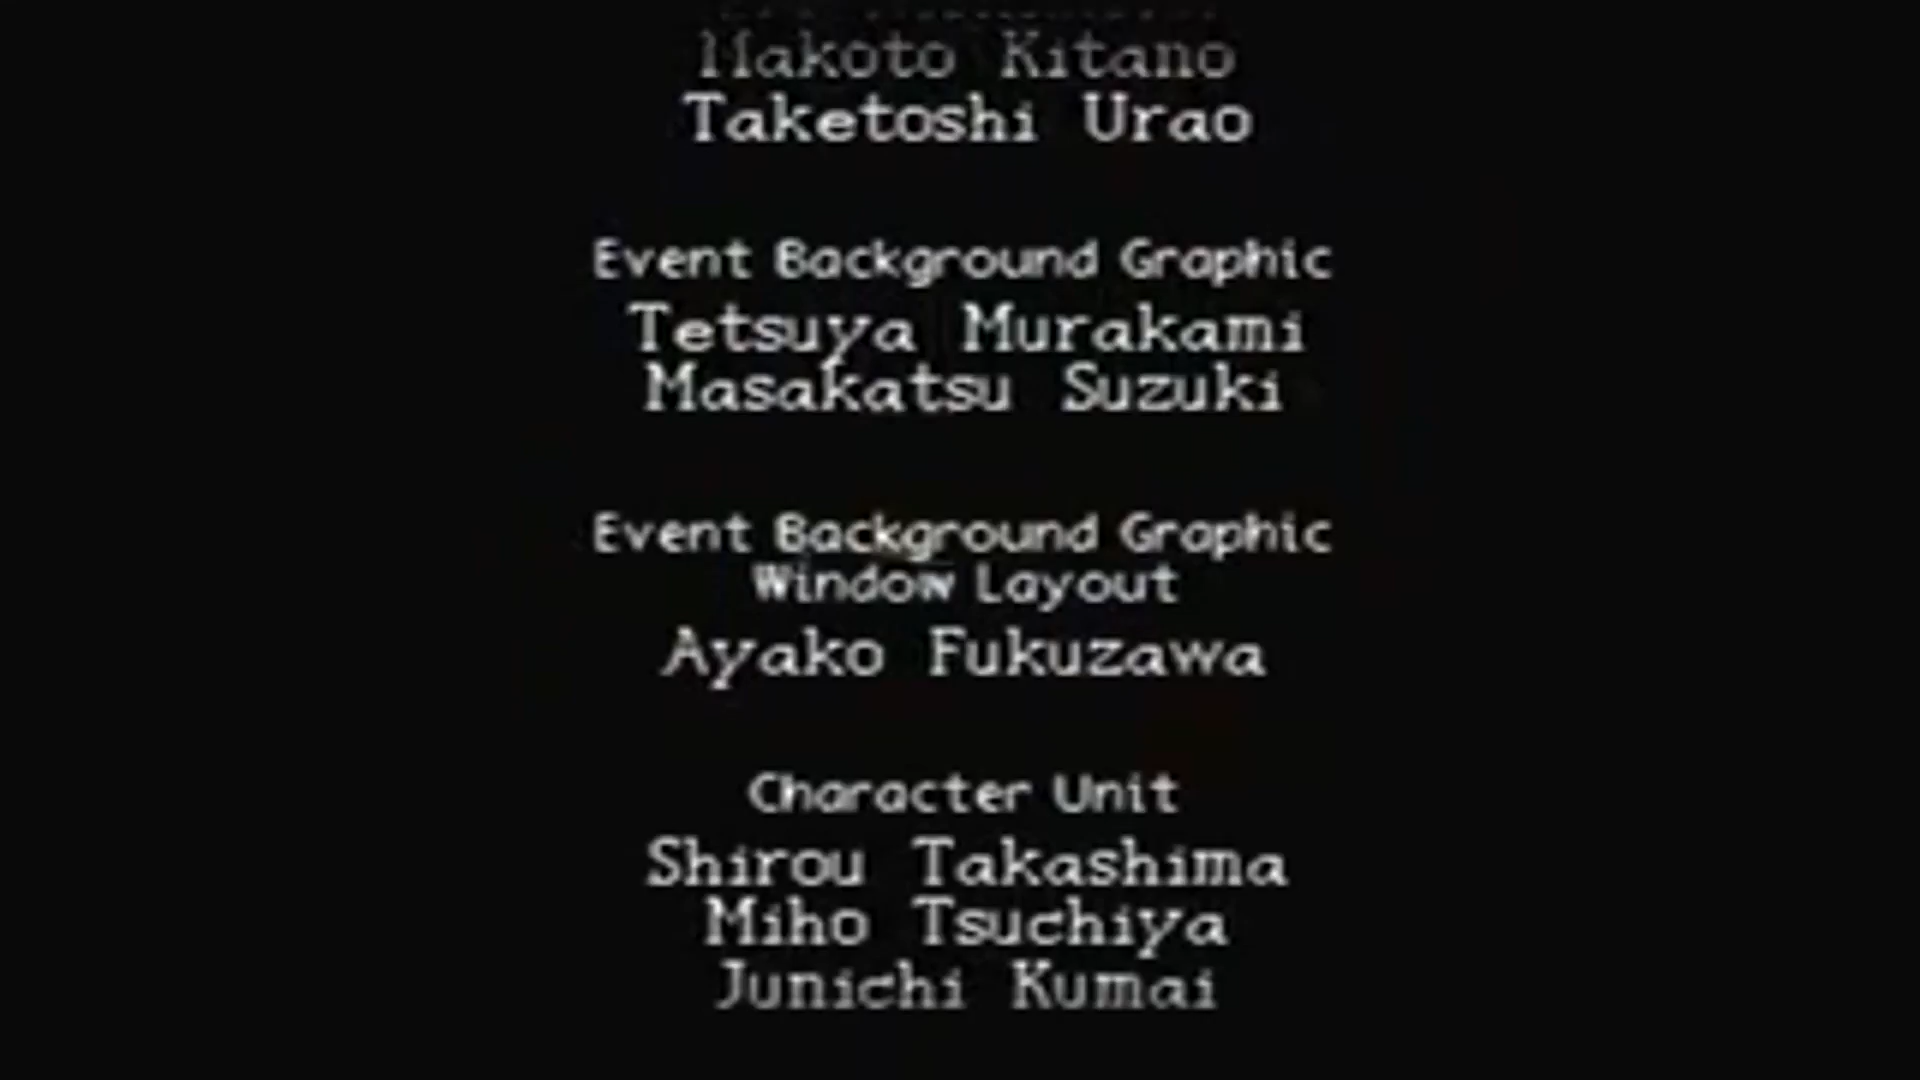 Makoto Kitano
Taketoshi Urao
Event Background Graphic
Tetsuya Murakami
Masakatsu Suzuki
Event Background Graphic
Window Layout
Ayako Fukuzawa
Character Unit
Shirou Takashima
Miho Tsuchiya
Junichi Kumai